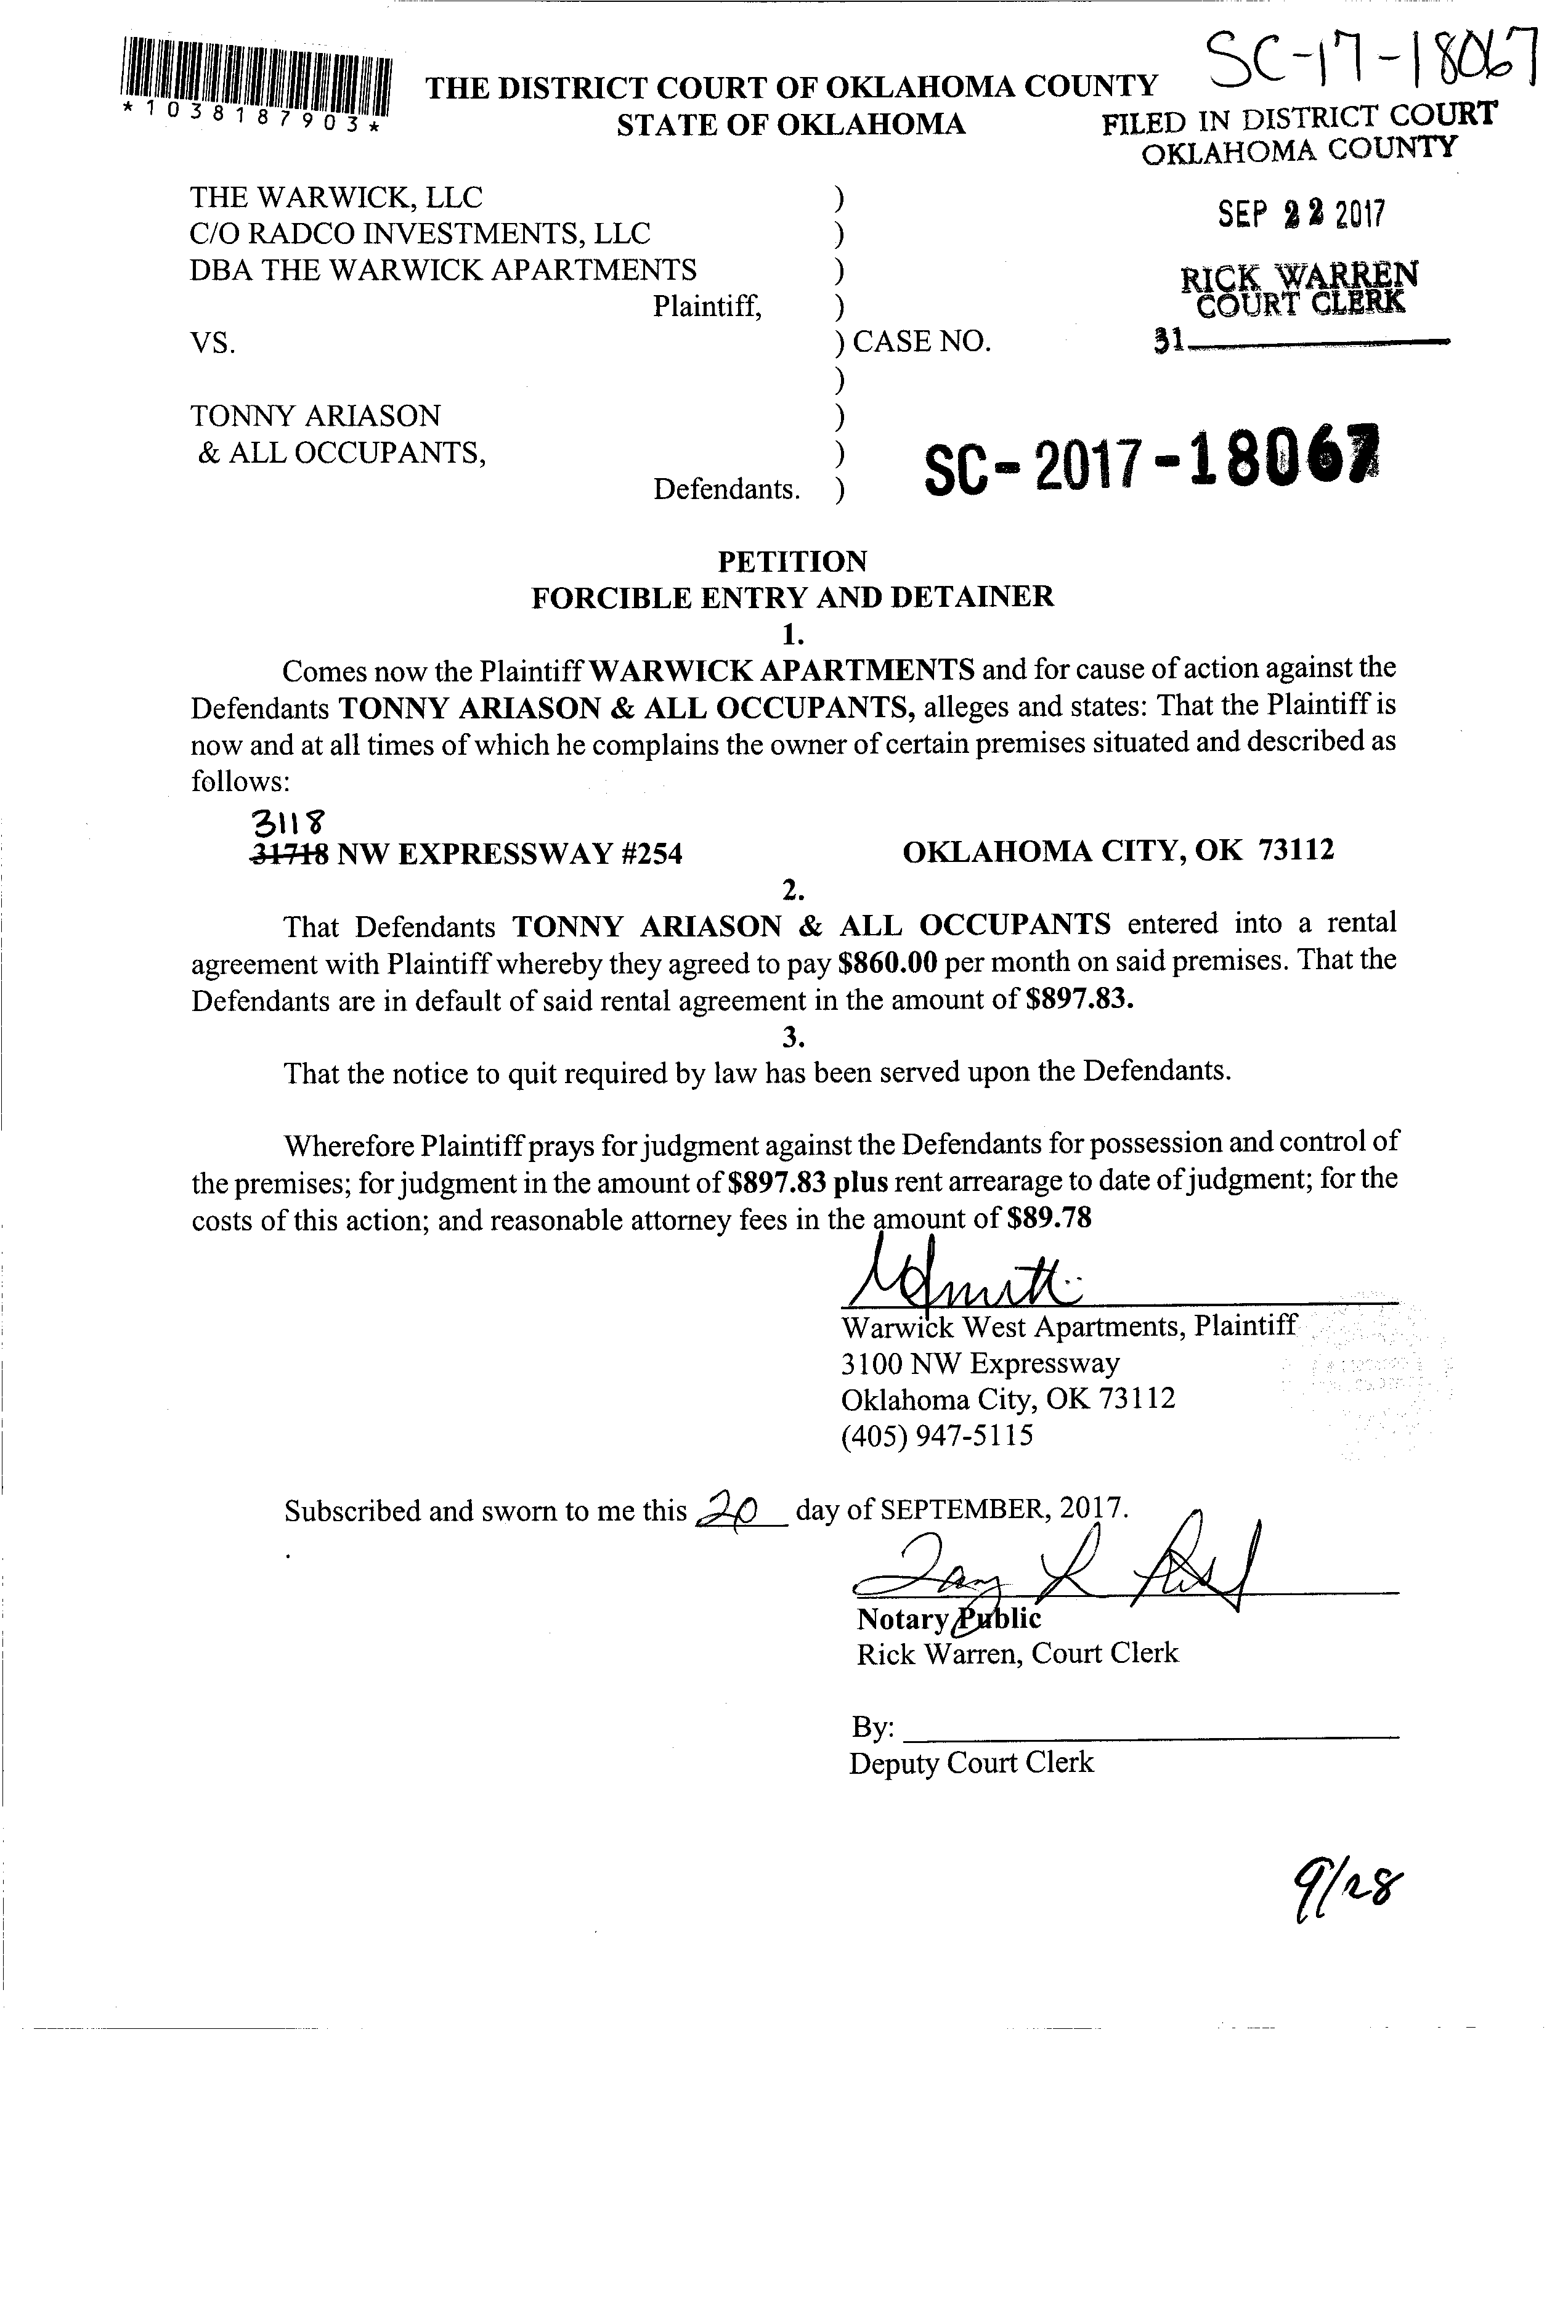 SC-17-18067
*1038187903*
THE DISTRICT COURT OF OKLAHOMA COUNTY
STATE OF OKLAHOMA
FILED IN DISTRICT COURT
OKLAHOMA COUNTY
SEP 22 2017
RICK WARREN
COURT CLERK
31
THE WARWICK, LLC )
C/O RADCO INVESTMENTS, LLC )
DBA THE WARWICK APARTMENTS )
Plaintiff, )
VS. ) CASE NO.
)
TONNY ARIASON )
& ALL OCCUPANTS, )
Defendants. )
SC-2017-18067
PETITION
FORCIBLE ENTRY AND DETAINER
1.
Comes now the Plaintiff WARWICK APARTMENTS and for cause of action against the
Defendants TONNY ARIASON & ALL OCCUPANTS, alleges and states: That the Plaintiff is
now and at all times of which he complains the owner of certain premises situated and described as
follows:
3118
31718 NW EXPRESSWAY #254 OKLAHOMA CITY, OK 73112
2.
That Defendants TONNY ARIASON & ALL OCCUPANTS entered into a rental
agreement with Plaintiff whereby they agreed to pay $860.00 per month on said premises. That the
Defendants are in default of said rental agreement in the amount of $897.83.
3.
That the notice to quit required by law has been served upon the Defendants.
Wherefore Plaintiff prays for judgment against the Defendants for possession and control of
the premises; for judgment in the amount of $897.83 plus rent arrearage to date of judgment; for the
costs of this action; and reasonable attorney fees in the amount of $89.78
Warwick West Apartments, Plaintiff
3100 NW Expressway
Oklahoma City, OK 73112
(405) 947-5115
Subscribed and sworn to me this 20 day of SEPTEMBER, 2017.
Notary Public
Rick Warren, Court Clerk
By:
Deputy Court Clerk
9/28